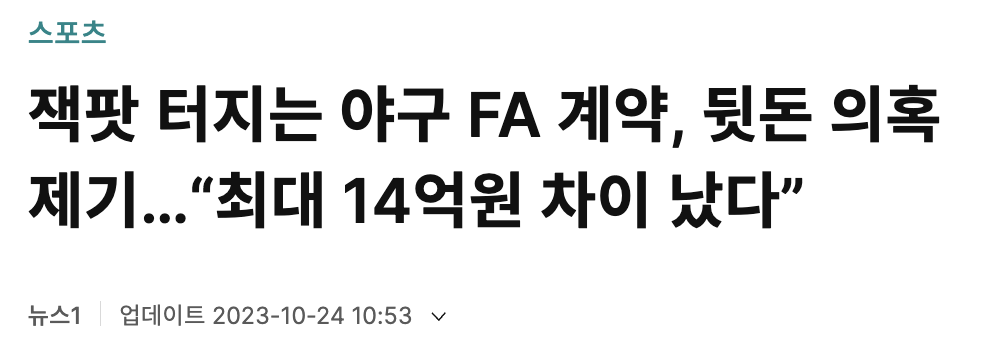 스포츠
잭팟 터지는 야구 FA 계약, 뒷돈 의혹
제기…“최대 14억원 차이 났다”
뉴스1 업데이트 2023-10-24 10:53